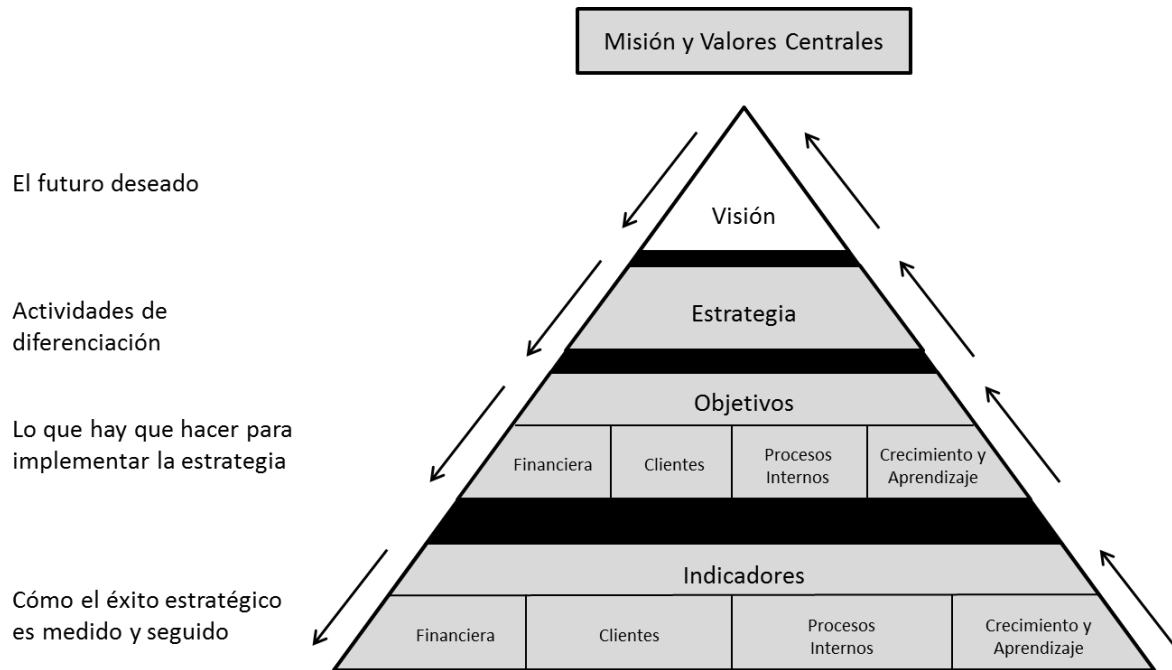 Misión y Valores Centrales
El futuro deseado
Visión
Actividades de
diferenciación
Estrategia
Lo que hay que hacer para
implementar la estrategia
Objetivos
Financiera
Clientes
Procesos
Internos
Crecimiento y
Aprendizaje
Cómo el éxito estratégico
es medido y seguido
Indicadores
Financiera
Clientes
Procesos
Internos
Crecimiento y
Aprendizaje